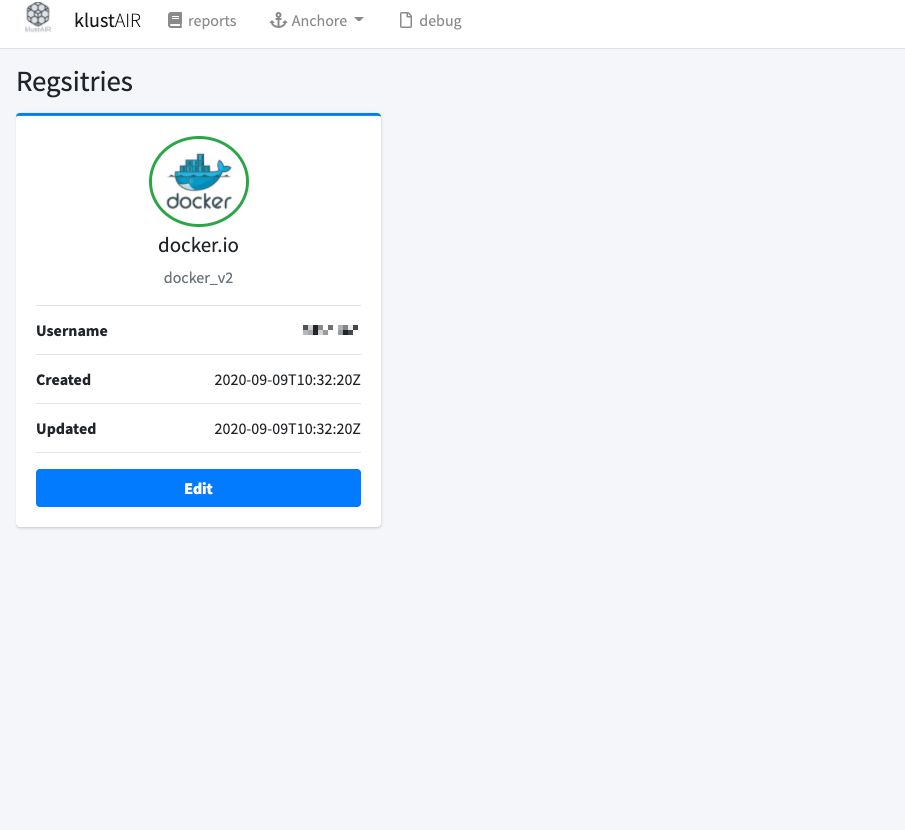 klustAIR
klustAIR reports Anchore debug
Regsitries
docker
docker.io
docker_v2
Username
Created 2020-09-09T10:32:20Z
Updated 2020-09-09T10:32:20Z
Edit